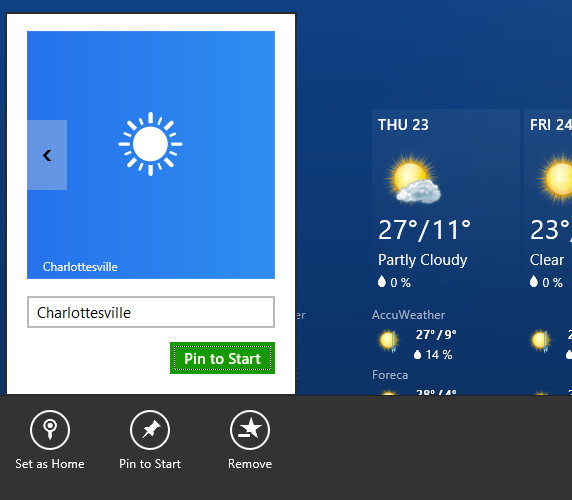 Charlottesville
Charlottesville
Pin to Start
THU 23
27°/11°
Partly Cloudy
0 %
AccuWeather
27°/9°
14 %
Foreca
28°/4°
FRI 24
23°/
Clear
0 %
Set as Home
Pin to Start
Remove